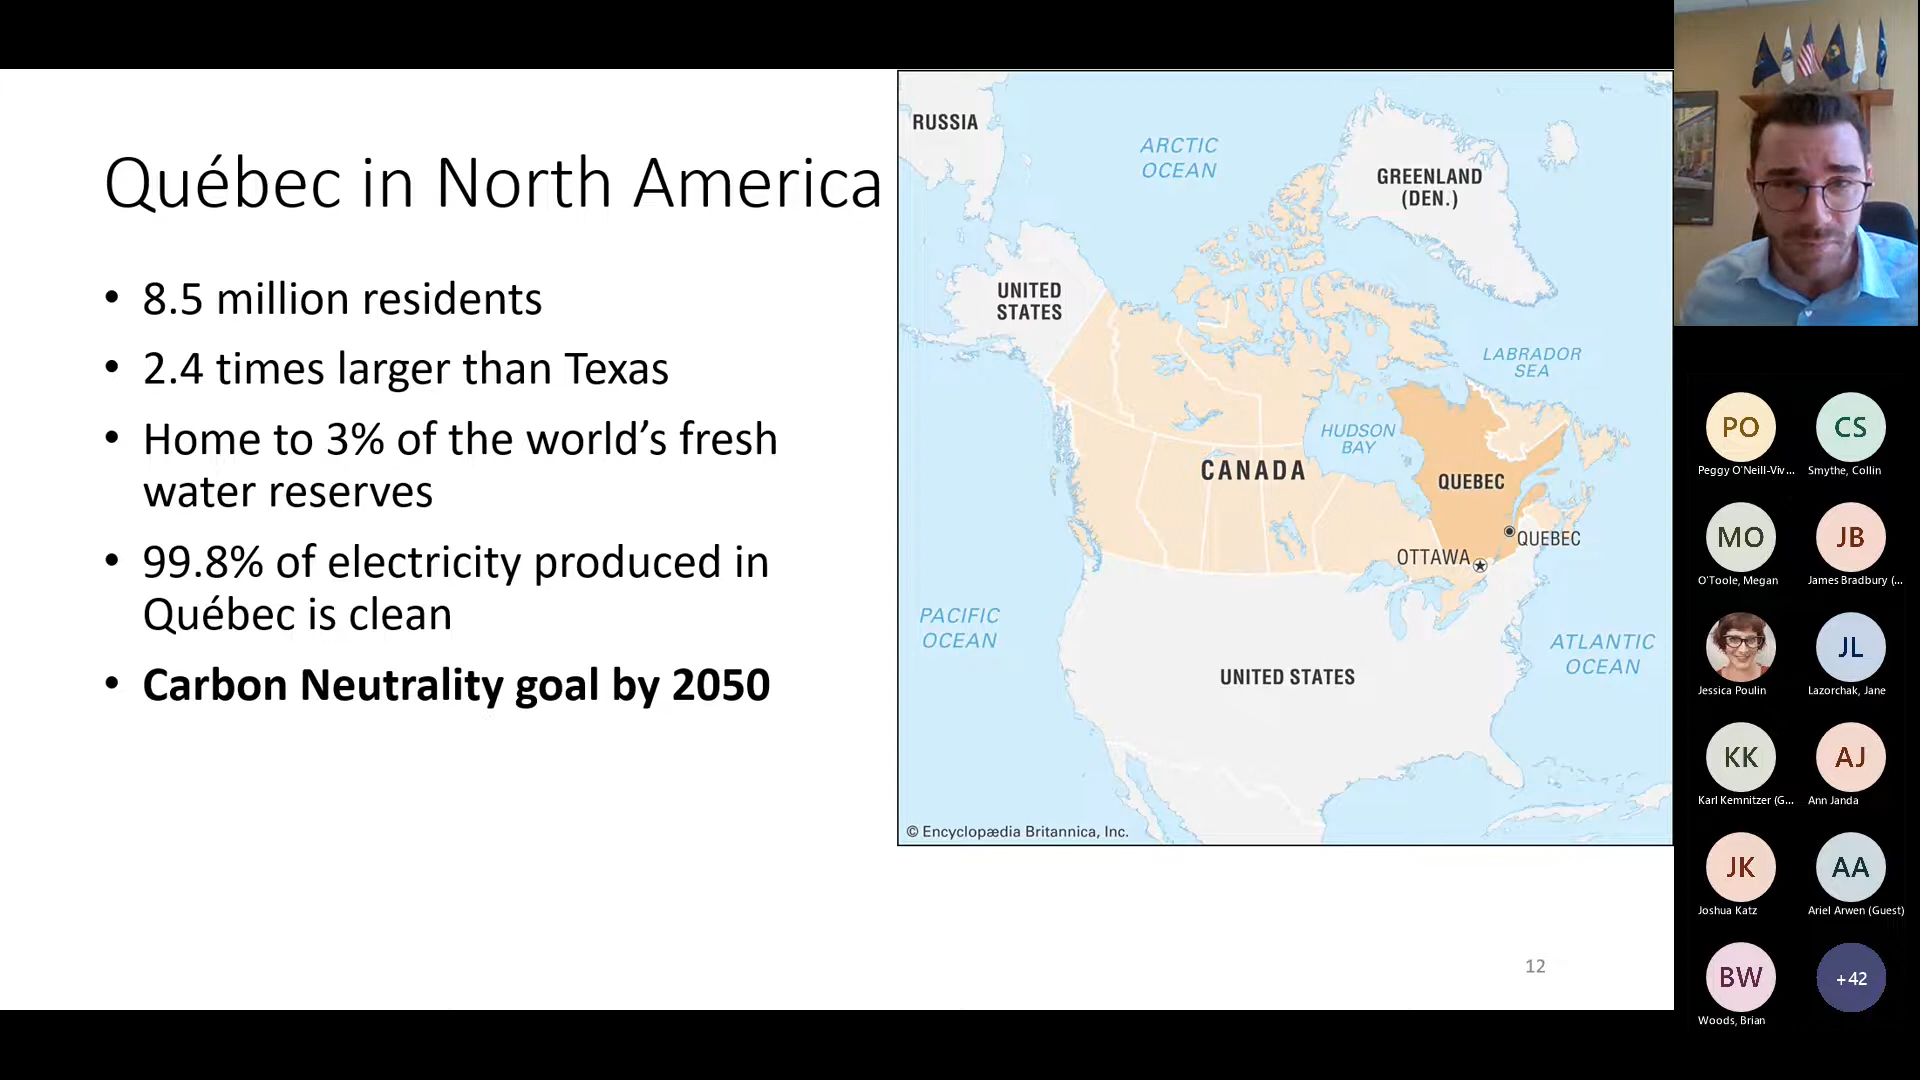 Québec in North America
• 8.5 million residents
• 2.4 times larger than Texas
• Home to 3% of the world’s fresh
water reserves
• 99.8% of electricity produced in
Québec is clean
• Carbon Neutrality goal by 2050
RUSSIA
ARCTIC
OCEAN
GREENLAND
(DEN.)
UNITED
STATES
LABRADOR
SEA
HUDSON
BAY
CANADA
QUEBEC
QUEBEC
OTTAWA
PACIFIC
OCEAN
ATLANTIC
OCEAN
UNITED STATES
© Encyclopædia Britannica, Inc.
12
PO
Peggy O'Neill-Viv...
CS
Smythe, Collin
MO
O'Toole, Megan
JB
James Bradbury (...
Jessica Poulin
JL
Lazorchak, Jane
KK
Karl Kemnitzer (G...
AJ
Ann Janda
JK
Joshua Katz
AA
Ariel Arwen (Guest)
BW
Woods, Brian
+42